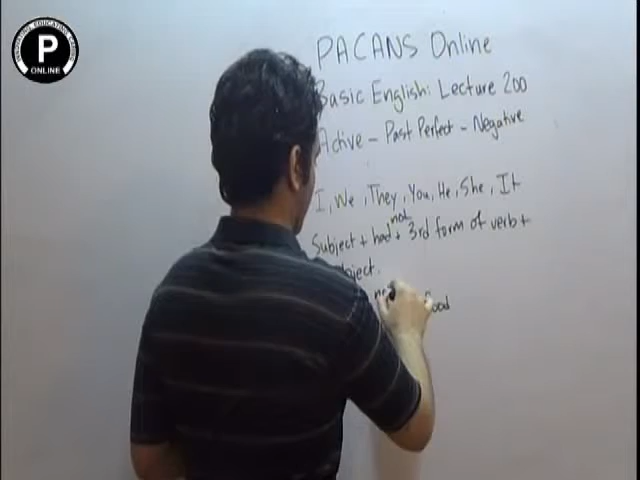 P
ONLINE
PACANS Online
Basic English: Lecture 200
Active - Past Perfect - Negative
I, We, They, You, He, She, It
not
Subject + had + 3rd form of verb +
object.